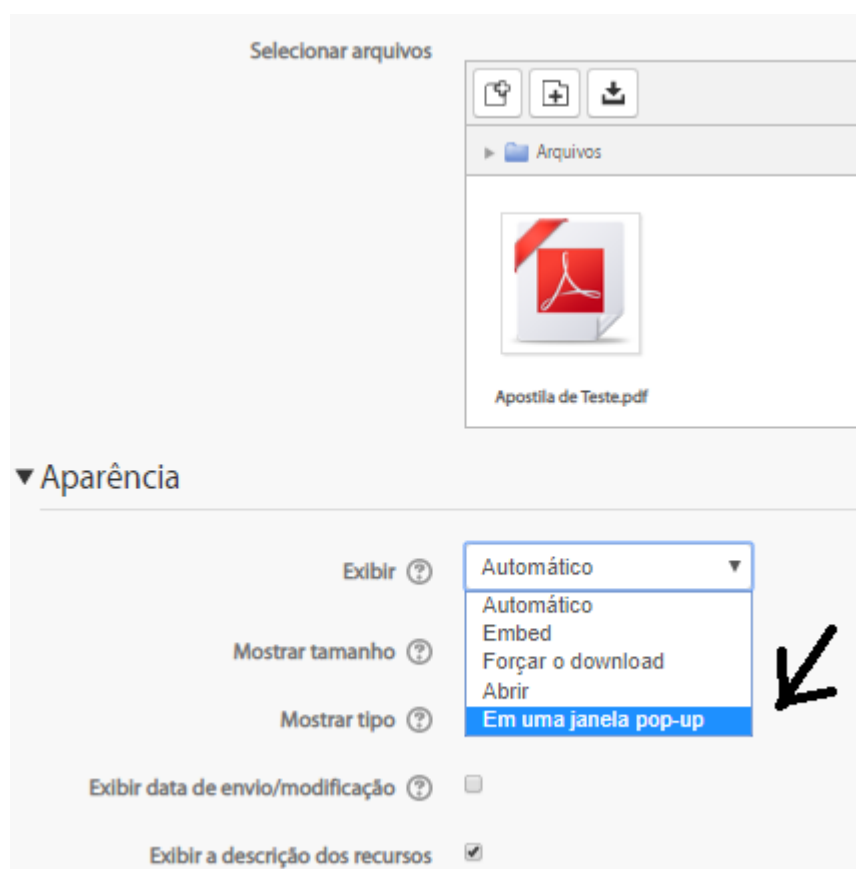 Selecionar arquivos
Arquivos
Apostila de Teste.pdf
Aparência
Exibir
Automático
Automático
Embed
Forçar o download
Abrir
Em uma janela pop-up
Mostrar tamanho
Mostrar tipo
Exibir data de envio/modificação
Exibir a descrição dos recursos